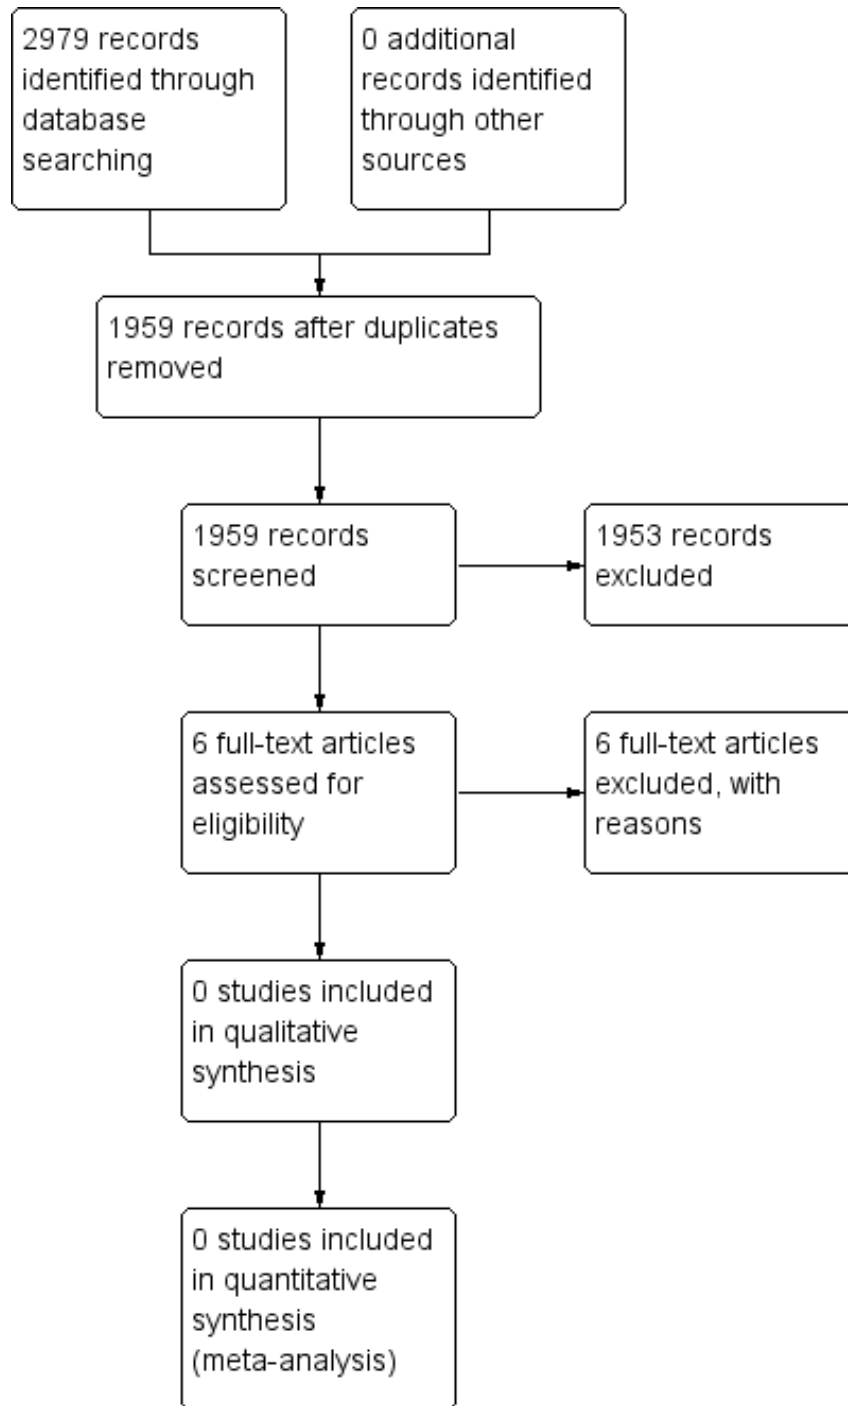 2979 records
identified through
database
searching
0 additional
records identified
through other
sources
1959 records after duplicates
removed
1959 records
screened
1953 records
excluded
6 full-text articles
assessed for
eligibility
6 full-text articles
excluded, with
reasons
0 studies included
in qualitative
synthesis
0 studies included
in quantitative
synthesis
(meta-analysis)